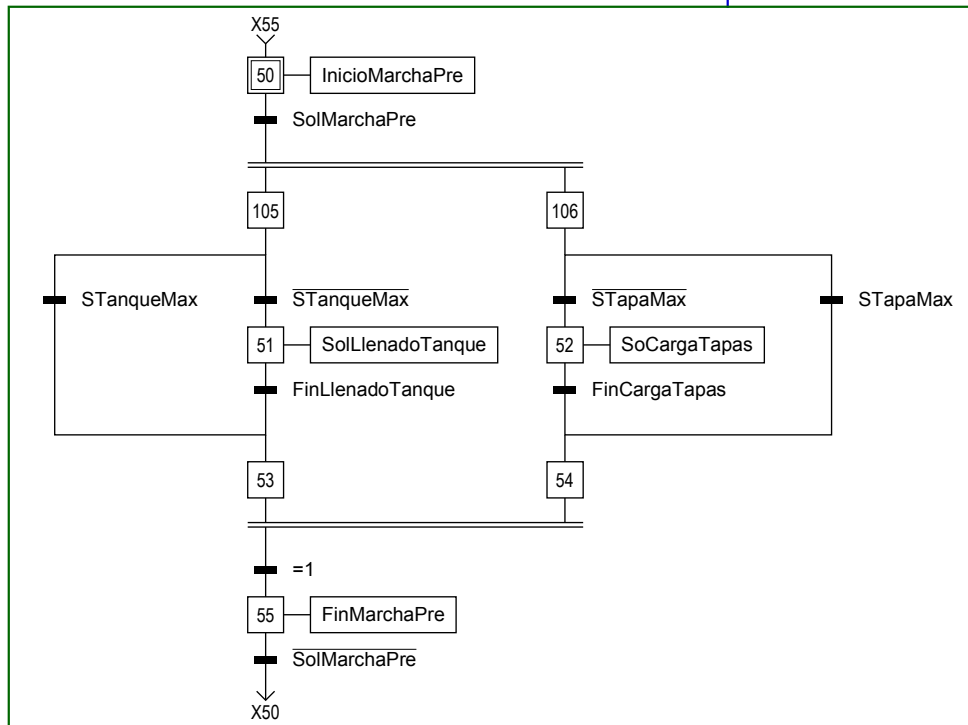 X55
50 InicioMarchaPre
SolMarchaPre
105 106
STanqueMax STanqueMax STapaMax STapaMax
51 SolLlenadoTanque 52 SoCargaTapas
FinLlenadoTanque FinCargaTapas
53 54
=1
55 FinMarchaPre
SolMarchaPre
X50